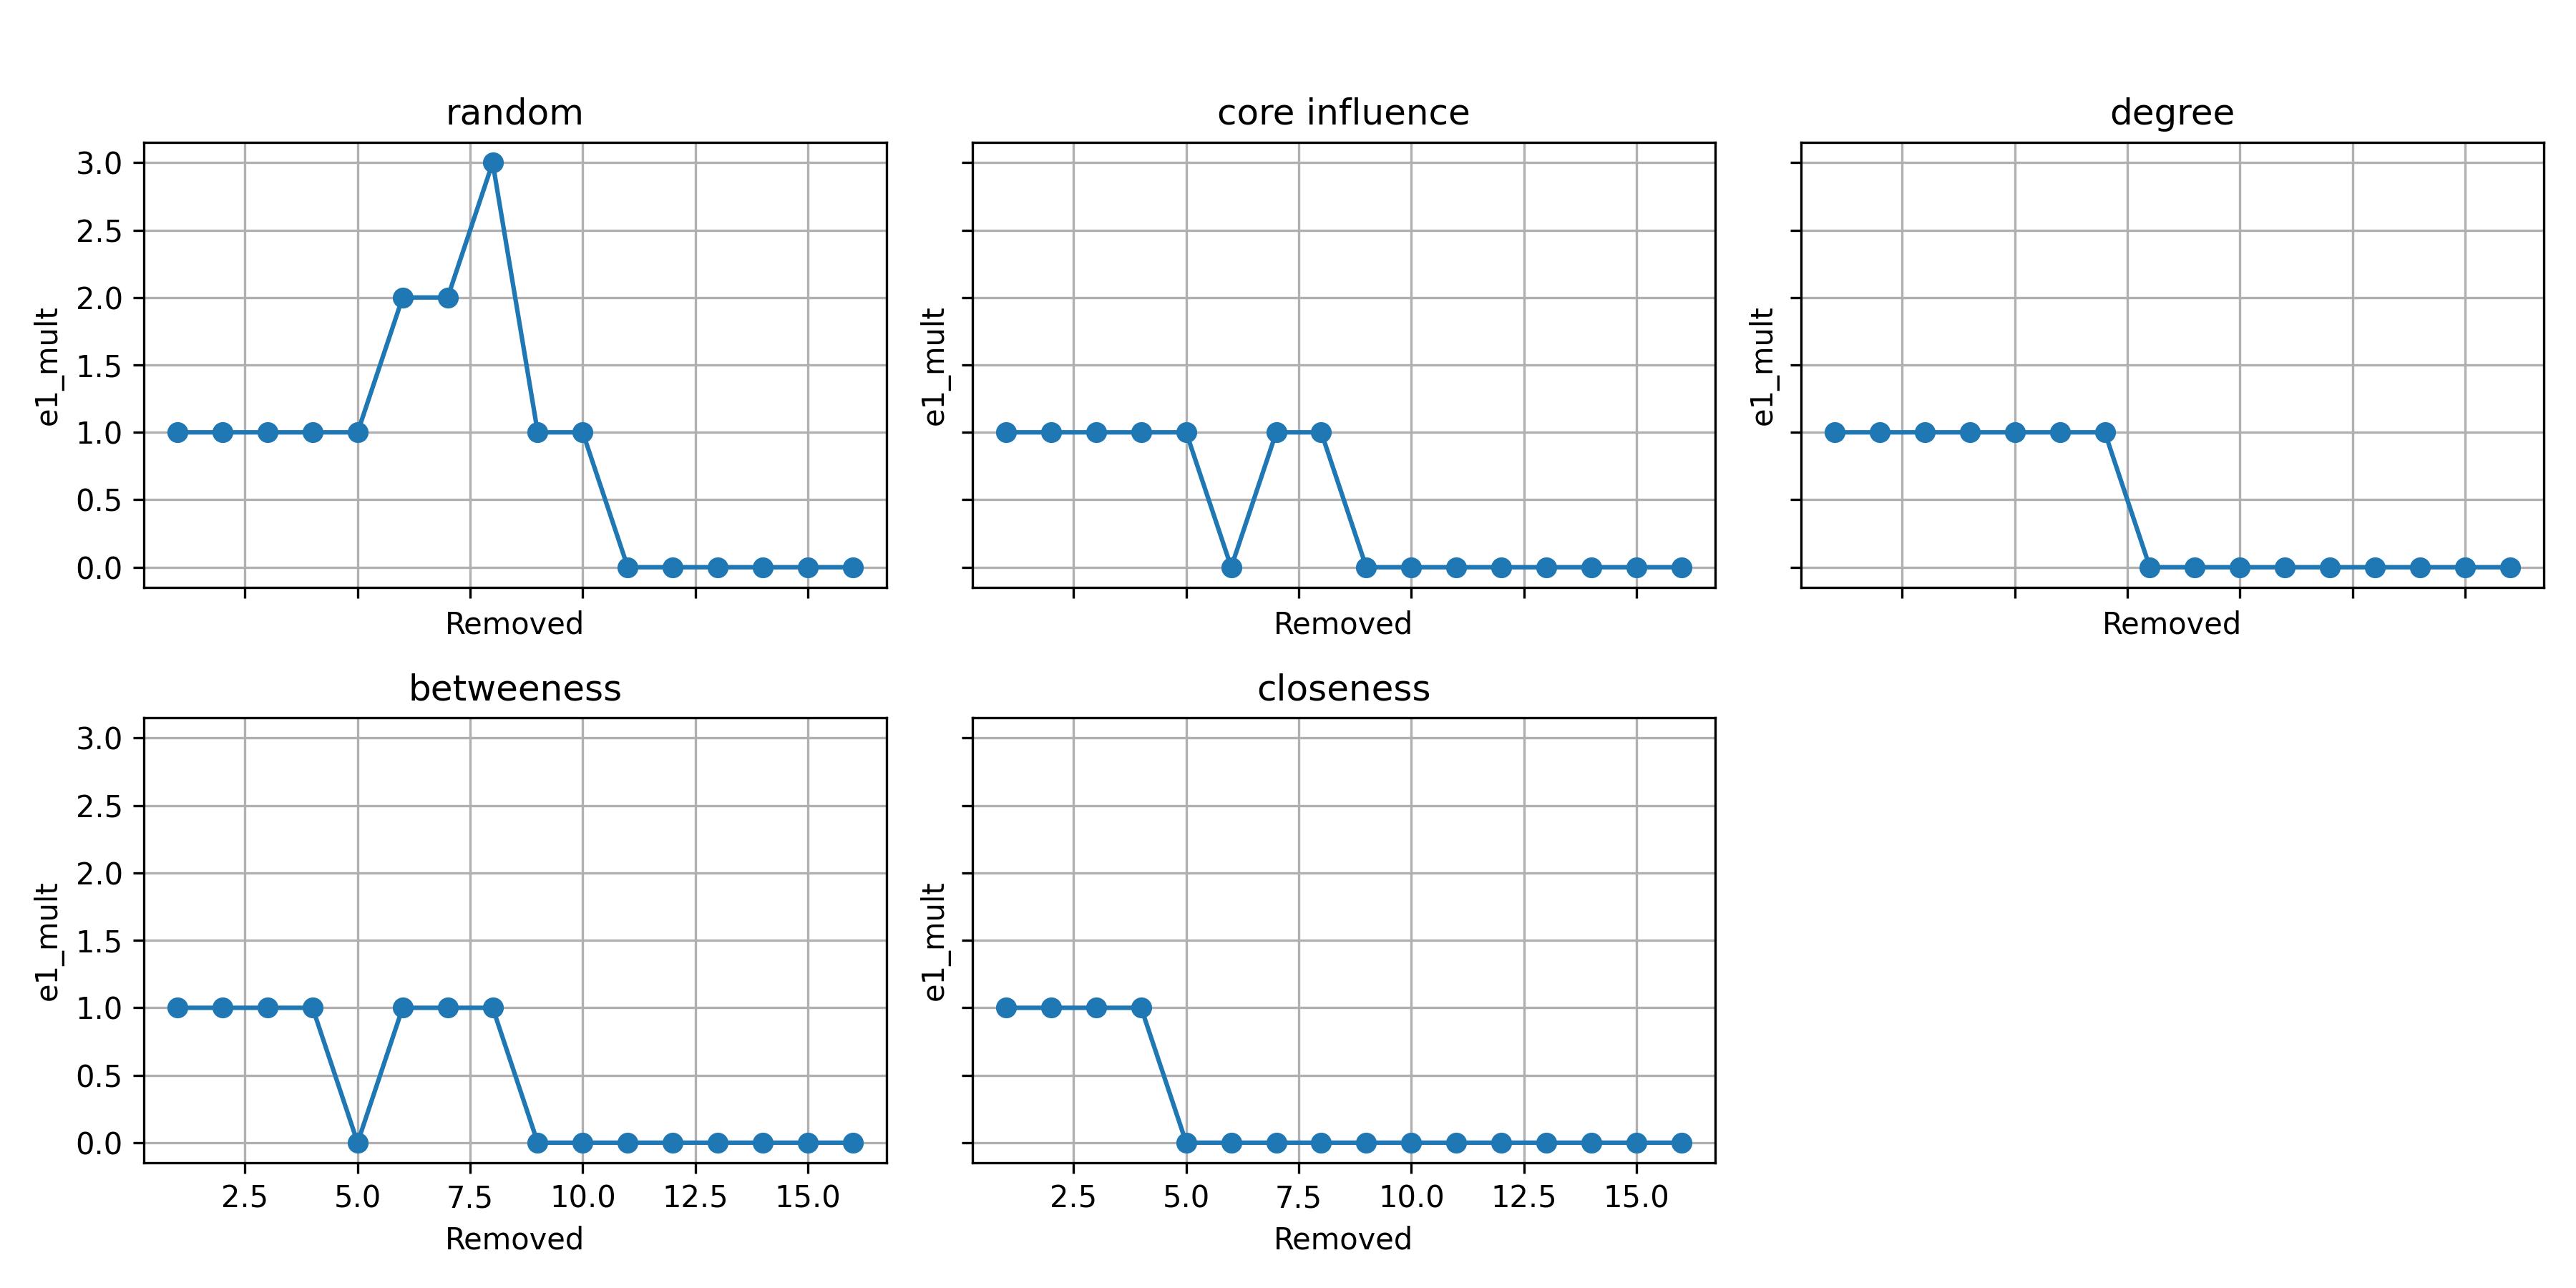 random
core influence
degree
3.0
2.5
2.0
1.5
1.0
0.5
0.0
e1_mult
e1_mult
e1_mult
Removed
Removed
Removed
betweeness
closeness
3.0
2.5
2.0
1.5
1.0
0.5
0.0
e1_mult
e1_mult
2.5 5.0 7.5 10.0 12.5 15.0
2.5 5.0 7.5 10.0 12.5 15.0
Removed
Removed